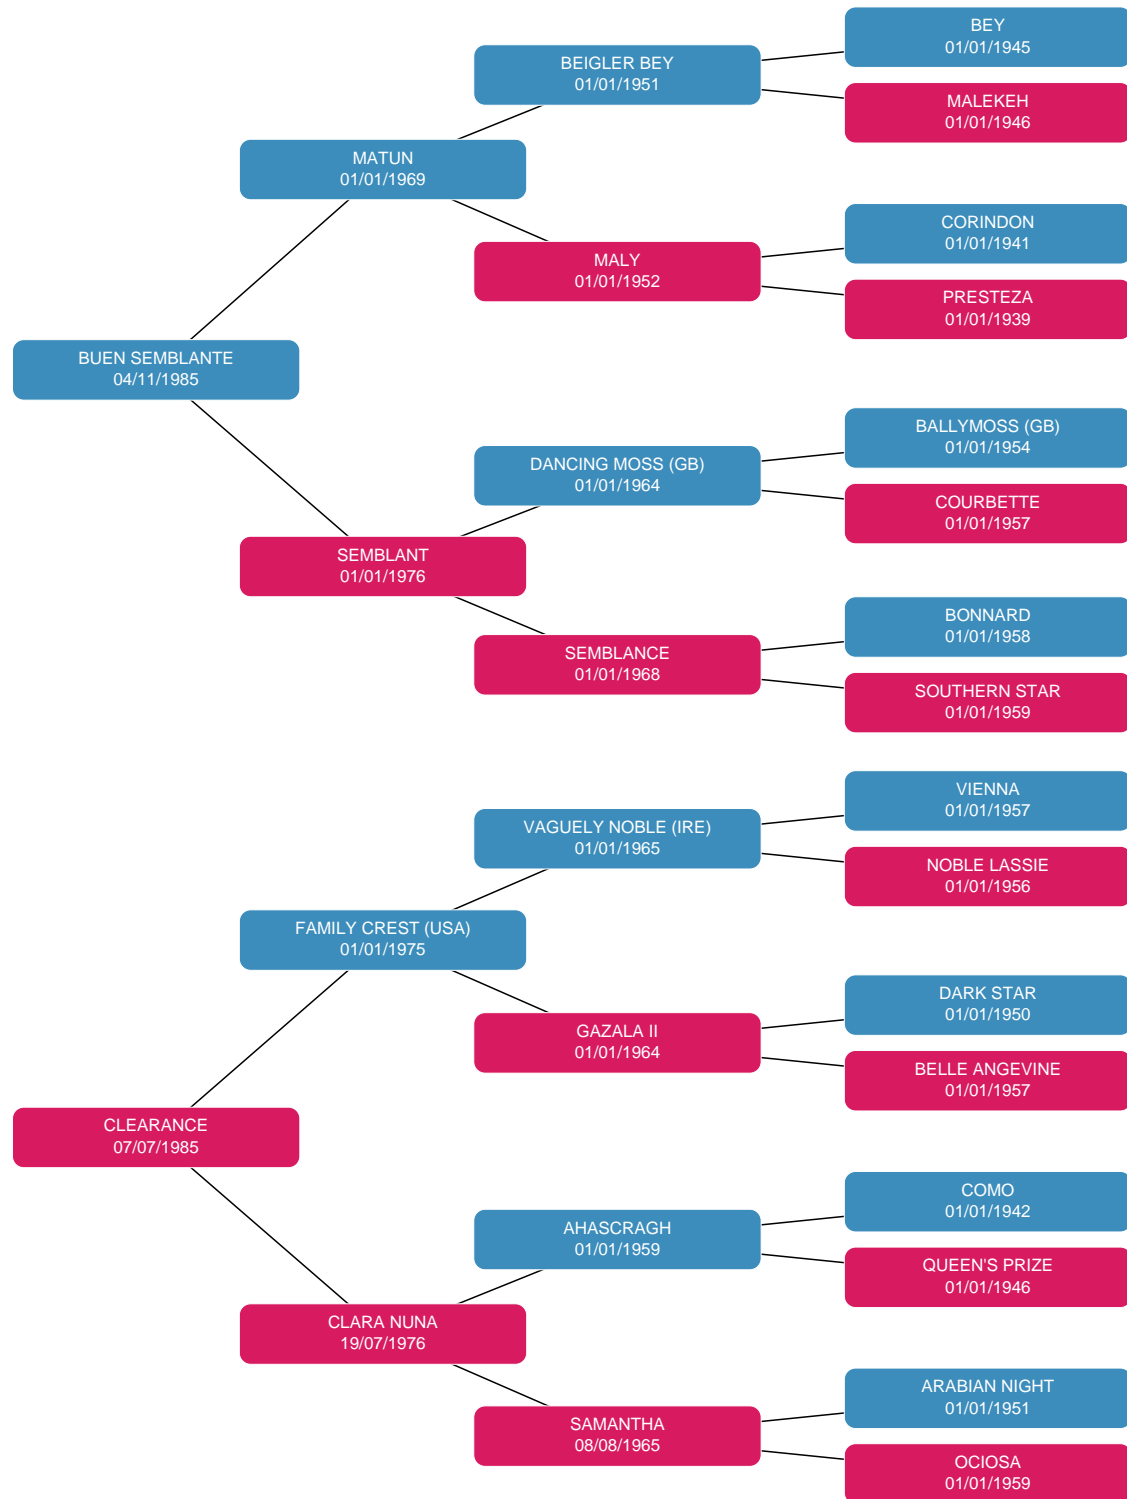 BEY
01/01/1945
BEIGLER BEY
01/01/1951
MALEKEH
01/01/1946
MATUN
01/01/1969
CORINDON
01/01/1941
MALY
01/01/1952
PRESTEZA
01/01/1939
BUEN SEMBLANTE
04/11/1985
BALLYMOSS (GB)
01/01/1954
DANCING MOSS (GB)
01/01/1964
COURBETTE
01/01/1957
SEMBLANT
01/01/1976
BONNARD
01/01/1958
SEMBLANCE
01/01/1968
SOUTHERN STAR
01/01/1959
VIENNA
01/01/1957
VAGUELY NOBLE (IRE)
01/01/1965
NOBLE LASSIE
01/01/1956
FAMILY CREST (USA)
01/01/1975
DARK STAR
01/01/1950
GAZALA II
01/01/1964
BELLE ANGEVINE
01/01/1957
CLEARANCE
07/07/1985
COMO
01/01/1942
AHASCRAGH
01/01/1959
QUEEN'S PRIZE
01/01/1946
CLARA NUNA
19/07/1976
ARABIAN NIGHT
01/01/1951
SAMANTHA
08/08/1965
OCIOSA
01/01/1959